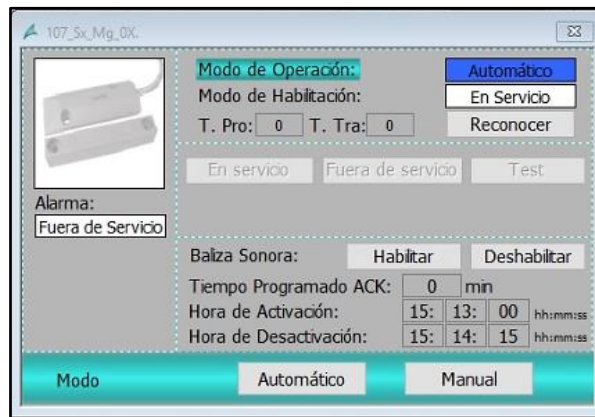 107_Sx_Mg_0X.
Modo de Operación: Automático
Modo de Habilitación: En Servicio
T. Pro: 0 T. Tra: 0 Reconocer
En servicio Fuera de servicio Test
Alarma:
Fuera de Servicio
Baliza Sonora: Habilitar Deshabilitar
Tiempo Programado ACK: 0 min
Hora de Activación: 15: 13: 00 hh:mm:ss
Hora de Desactivación: 15: 14: 15 hh:mm:ss
Modo Automático Manual